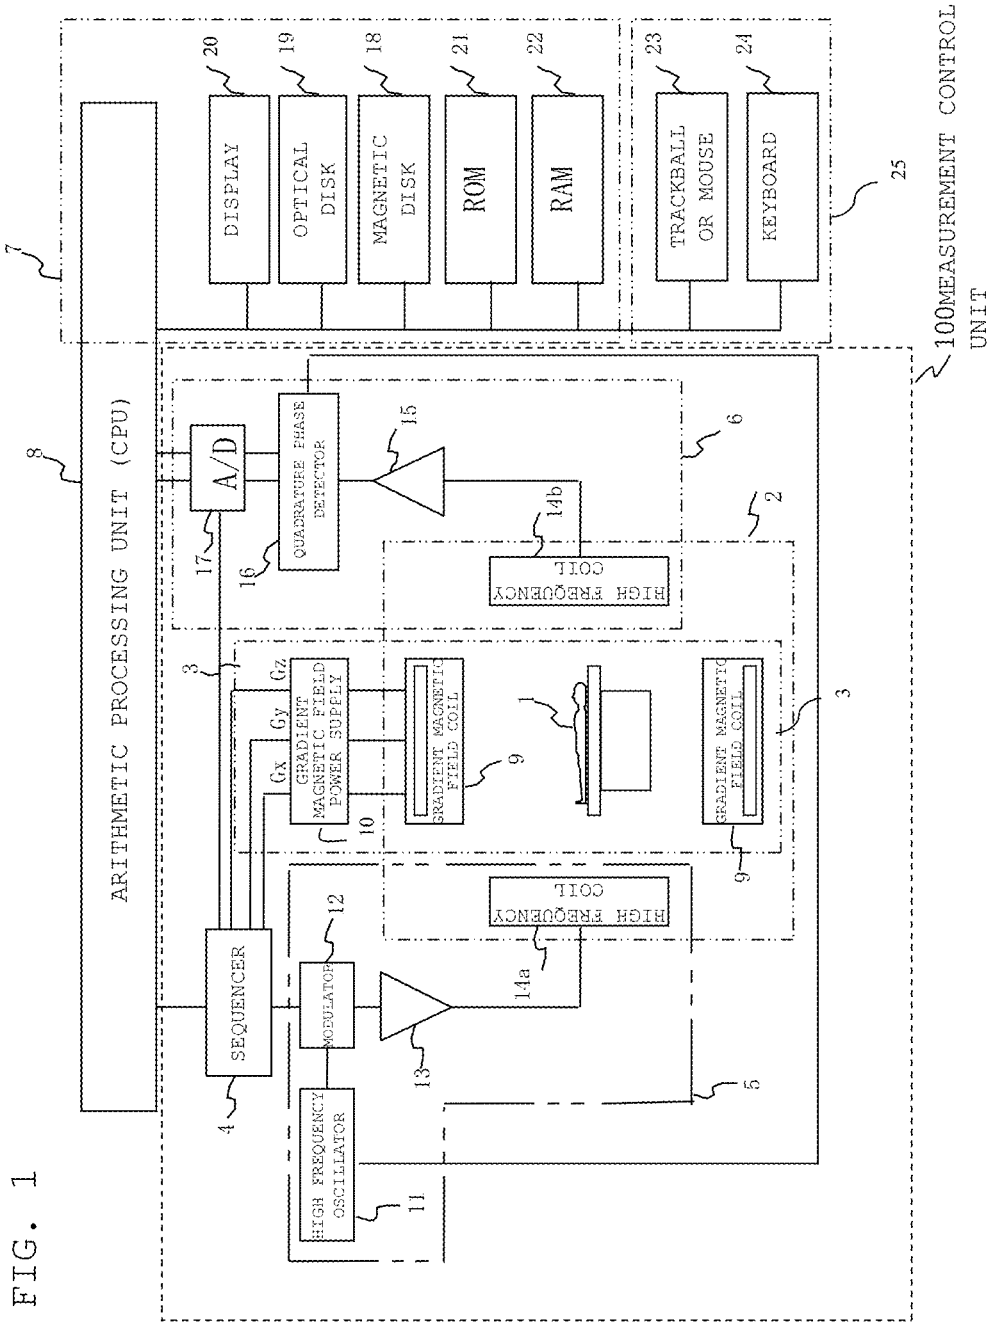 FIG. 1
7
8
ARITHMETIC PROCESSING UNIT (CPU)
4
SEQUENCER
17
A/D
DISPLAY
20
OPTICAL
DISK
19
MAGNETIC
DISK
18
ROM
21
RAM
22
TRACKBALL
OR MOUSE
23
KEYBOARD
24
25
3
Gx
Gy
Gz
GRADIENT
MAGNETIC FIELD
POWER SUPPLY
10
16
QUADRATURE PHASE
DETECTOR
15
6
HIGH FREQUENCY
OSCILLATOR
11
MODULATOR
12
13
14a
HIGH FREQUENCY
COIL
GRADIENT MAGNETIC
FIELD COIL
9
14b
HIGH FREQUENCY
COIL
2
1
GRADIENT MAGNETIC
FIELD COIL
9
3
5
100MEASUREMENT CONTROL
UNIT